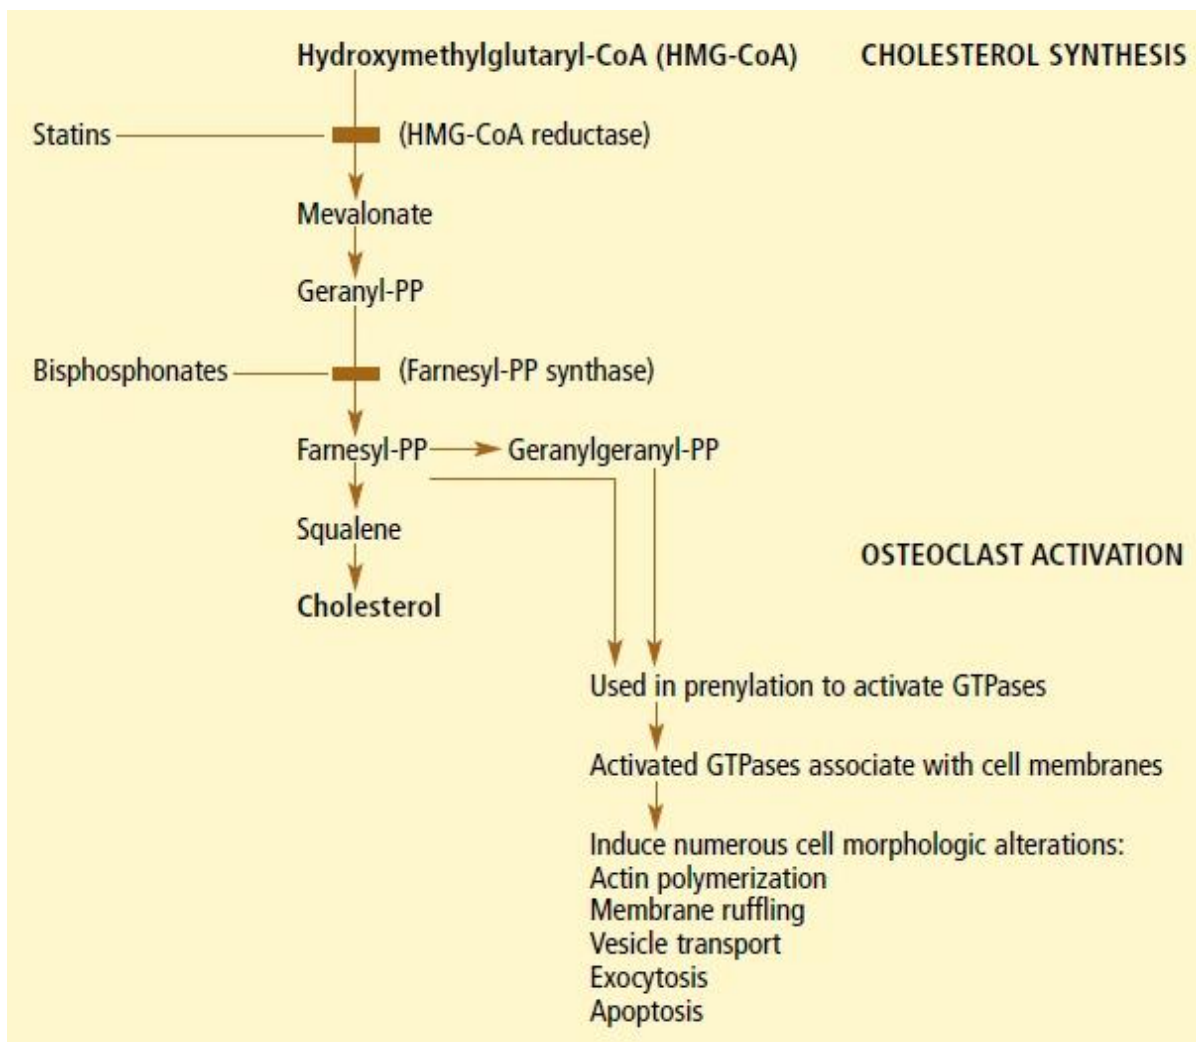 Hydroxymethylglutaryl-CoA (HMG-CoA) CHOLESTEROL SYNTHESIS
Statins (HMG-CoA reductase)
Mevalonate
Geranyl-PP
Bisphosphonates (Farnesyl-PP synthase)
Farnesyl-PP Geranylgeranyl-PP
Squalene
OSTEOCLAST ACTIVATION
Cholesterol
Used in prenylation to activate GTPases
Activated GTPases associate with cell membranes
Induce numerous cell morphologic alterations:
Actin polymerization
Membrane ruffling
Vesicle transport
Exocytosis
Apoptosis